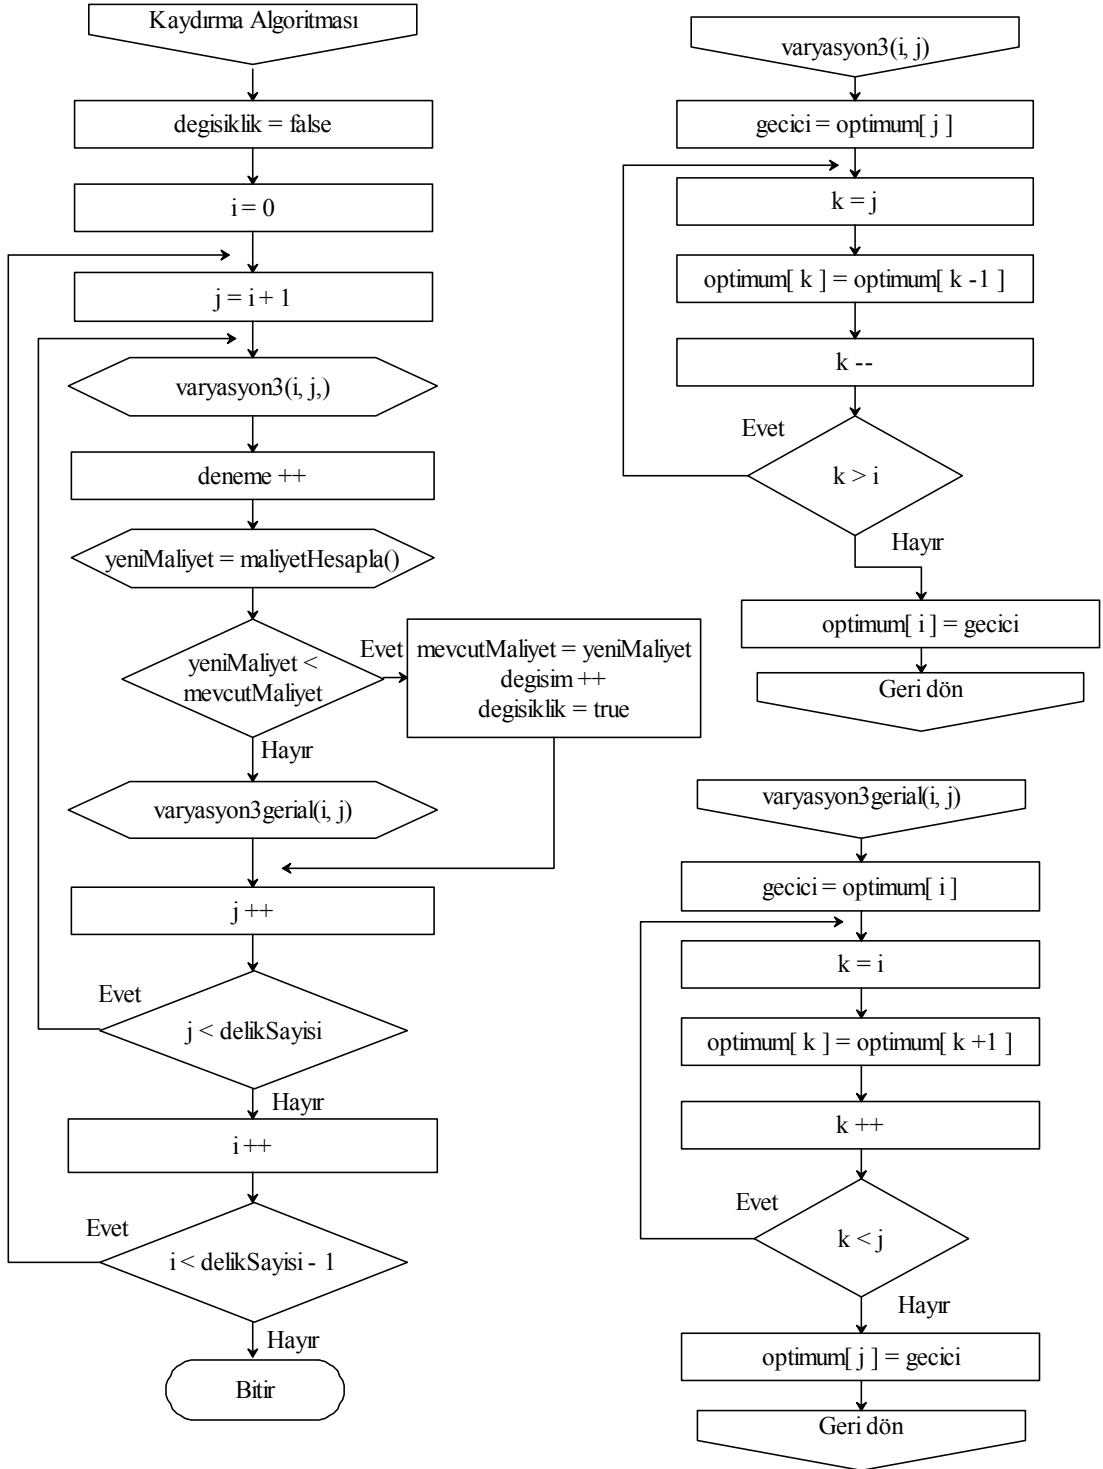 Kaydırma Algoritması
degisiklik = false
i = 0
j = i + 1
varyasyon3(i, j,)
deneme ++
yeniMaliyet = maliyetHesapla()
yeniMaliyet <
mevcutMaliyet
Evet
mevcutMaliyet = yeniMaliyet
degisim ++
degisiklik = true
Hayır
varyasyon3gerial(i, j)
j ++
Evet
j < delikSayisi
Hayır
i ++
Evet
i < delikSayisi - 1
Hayır
Bitir
varyasyon3(i, j)
gecici = optimum[ j ]
k = j
optimum[ k ] = optimum[ k -1 ]
k --
Evet
k > i
Hayır
optimum[ i ] = gecici
Geri dön
varyasyon3gerial(i, j)
gecici = optimum[ i ]
k = i
optimum[ k ] = optimum[ k +1 ]
k ++
Evet
k < j
Hayır
optimum[ j ] = gecici
Geri dön